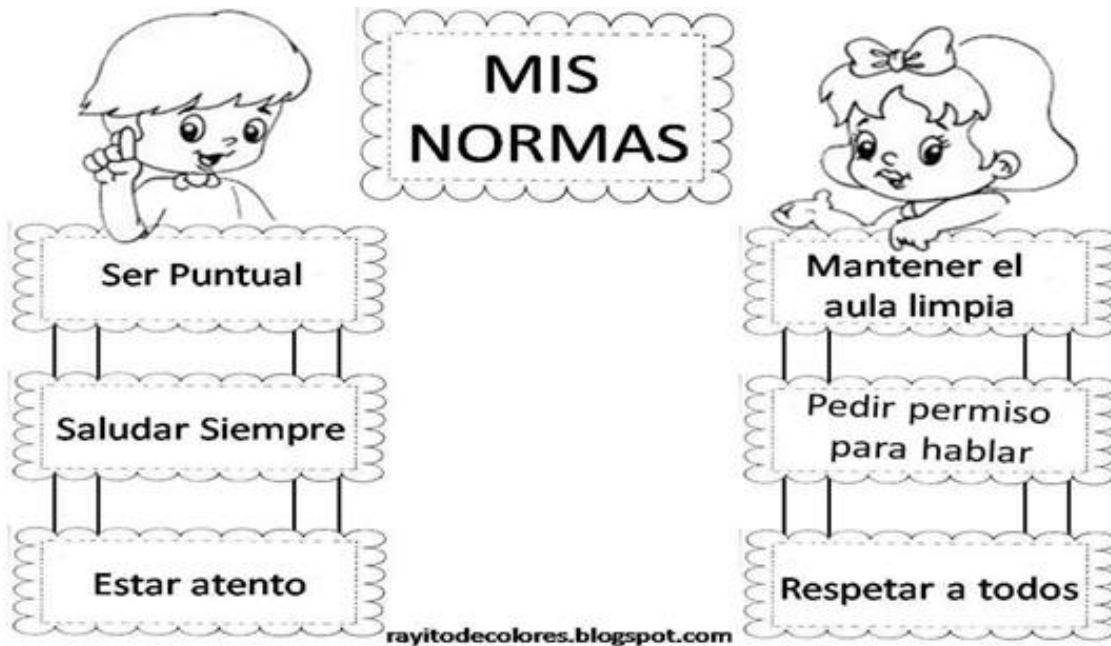 MIS
NORMAS
Ser Puntual
Saludar Siempre
Estar atento
Mantener el
aula limpia
Pedir permiso
para hablar
Respetar a todos
rayitodecolores.blogspot.com